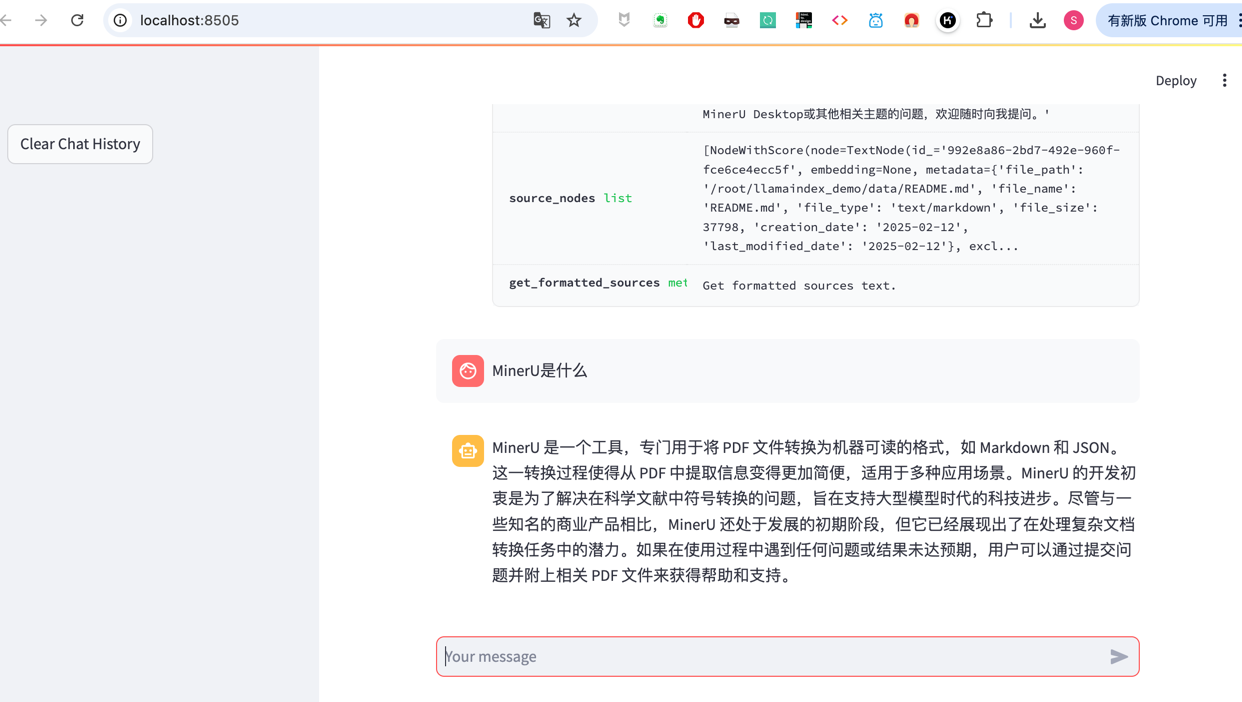 localhost:8505
S
有新版 Chrome 可用
Deploy
Clear Chat History
MinerU Desktop或其他相关主题的问题，欢迎随时向我提问。'
source_nodes list
[NodeWithScore(node=TextNode(id_='992e8a86-2bd7-492e-960f-
fce6ce4ecc5f', embedding=None, metadata={'file_path':
'/root/llamaindex_demo/data/README.md', 'file_name':
'README.md', 'file_type': 'text/markdown', 'file_size':
37798, 'creation_date': '2025-02-12',
'last_modified_date': '2025-02-12'}, excl...
get_formatted_sources met
Get formatted sources text.
MinerU是什么
MinerU 是一个工具，专门用于将 PDF 文件转换为机器可读的格式，如 Markdown 和 JSON。
这一转换过程使得从 PDF 中提取信息变得更加简便，适用于多种应用场景。MinerU 的开发初
衷是为了解决在科学文献中符号转换的问题，旨在支持大型模型时代的科技进步。尽管与一
些知名的商业产品相比，MinerU 还处于发展的初期阶段，但它已经展现出了在处理复杂文档
转换任务中的潜力。如果在使用过程中遇到任何问题或结果未达预期，用户可以通过提交问
题并附上相关 PDF 文件来获得帮助和支持。
Your message